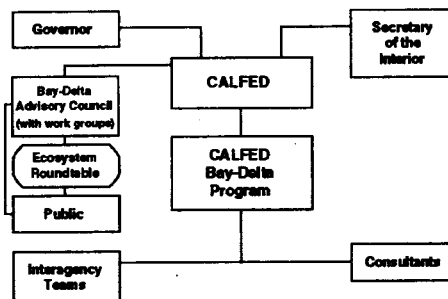 Governor
Secretary
of the
Interior
CALFED
Bay-Delta
Advisory Council
(with work groups)
Ecosystem
Roundtable
Public
CALFED
Bay-Delta
Program
Interagency
Teams
Consultants